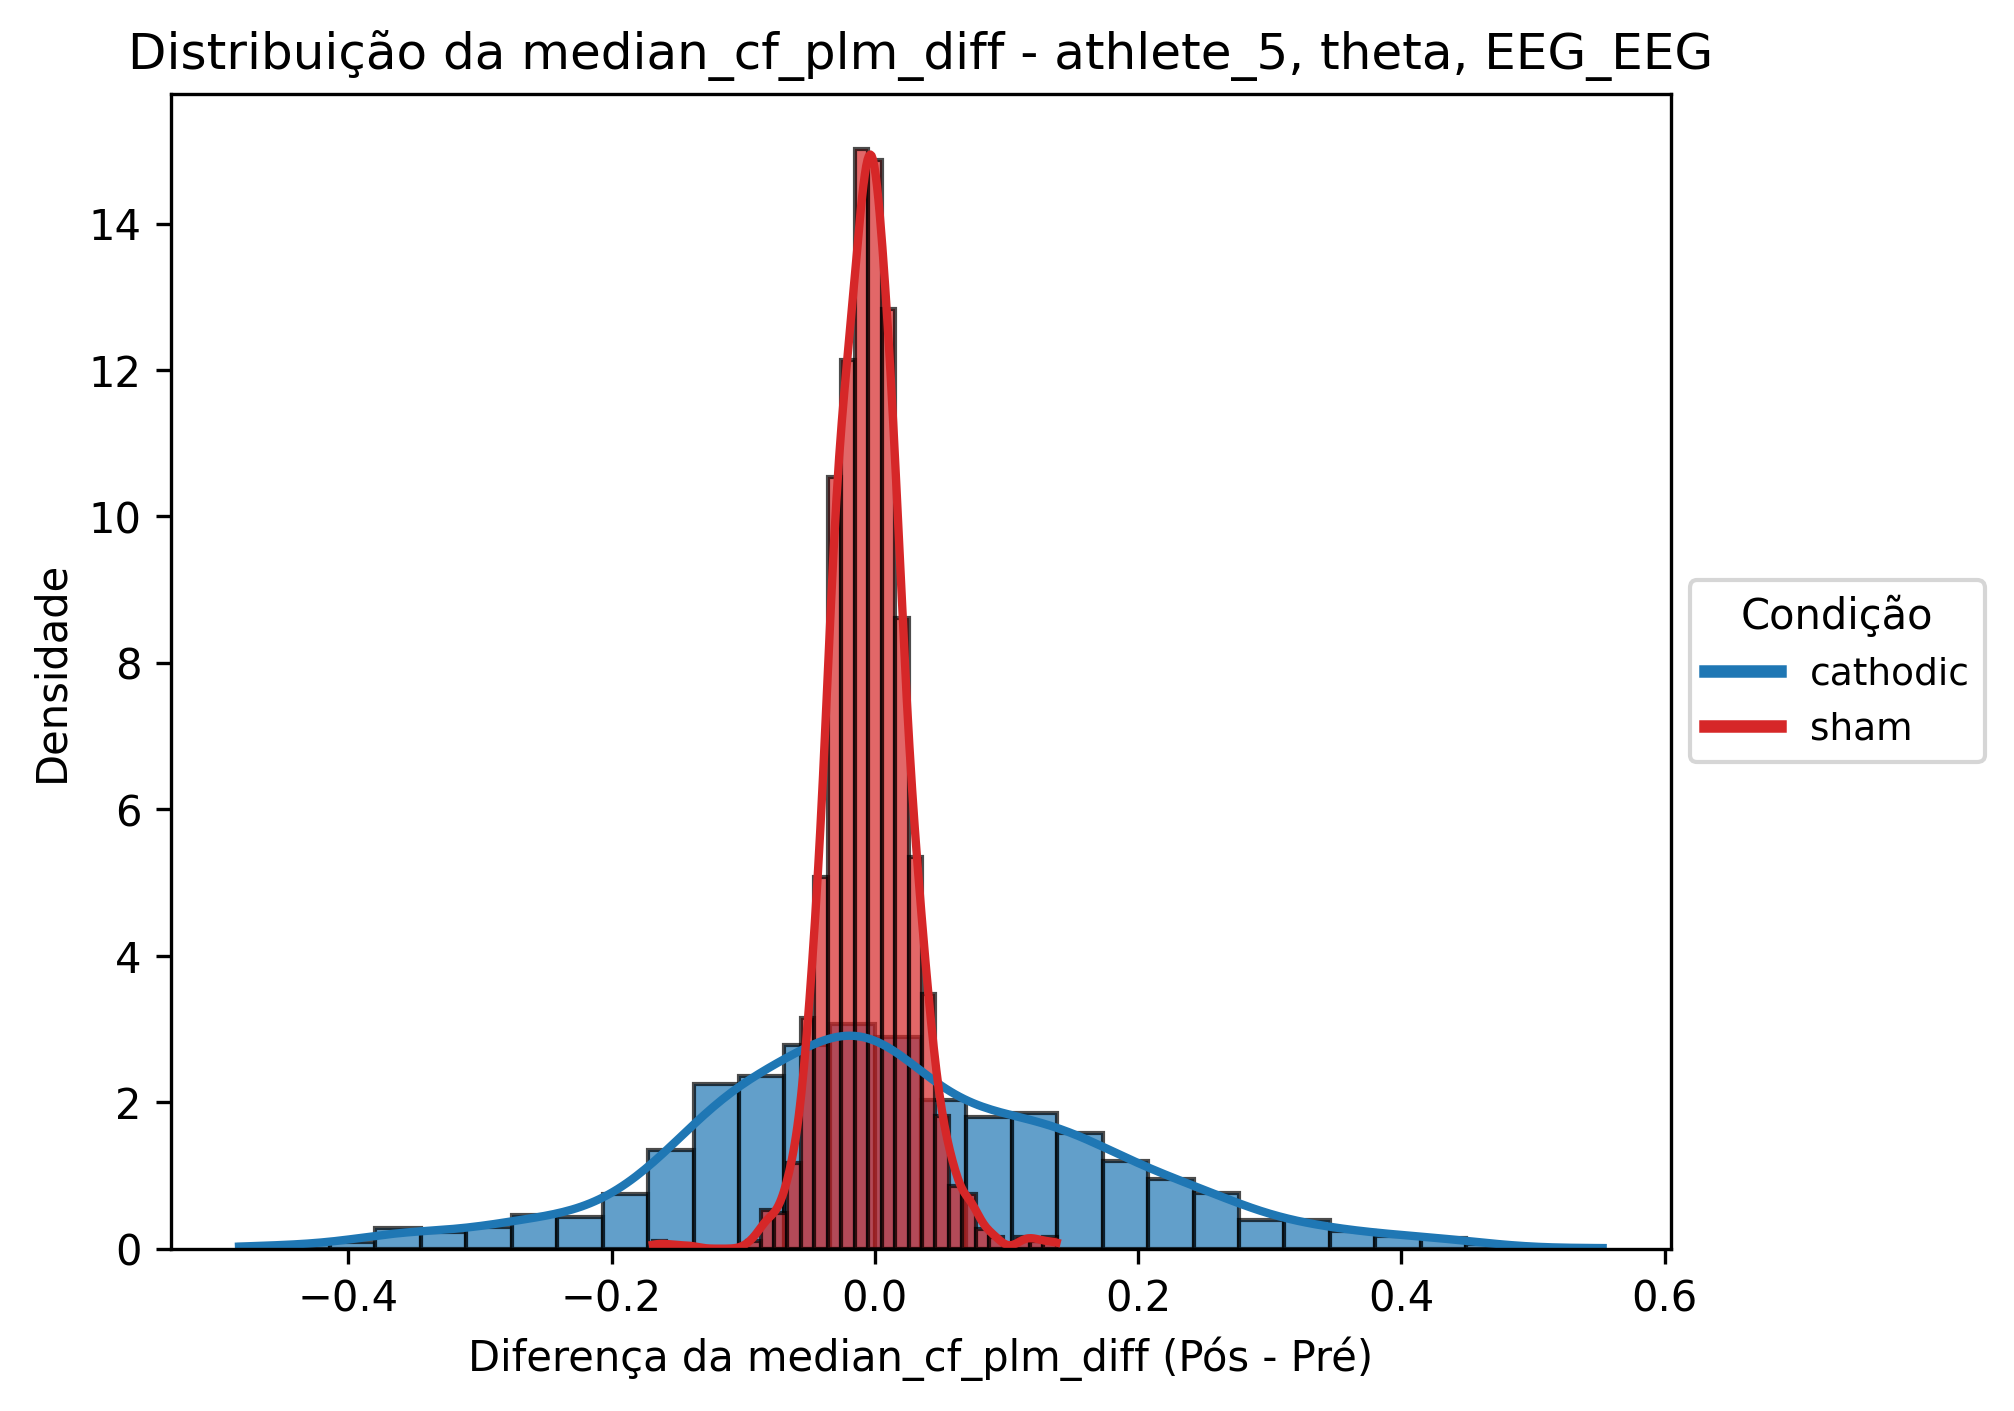 Distribuição da median_cf_plm_diff - athlete_5, theta, EEG_EEG
Densidade
14
12
10
8
6
4
2
0
−0.4
−0.2
0.0
0.2
0.4
0.6
Diferença da median_cf_plm_diff (Pós - Pré)
Condição
cathodic
sham